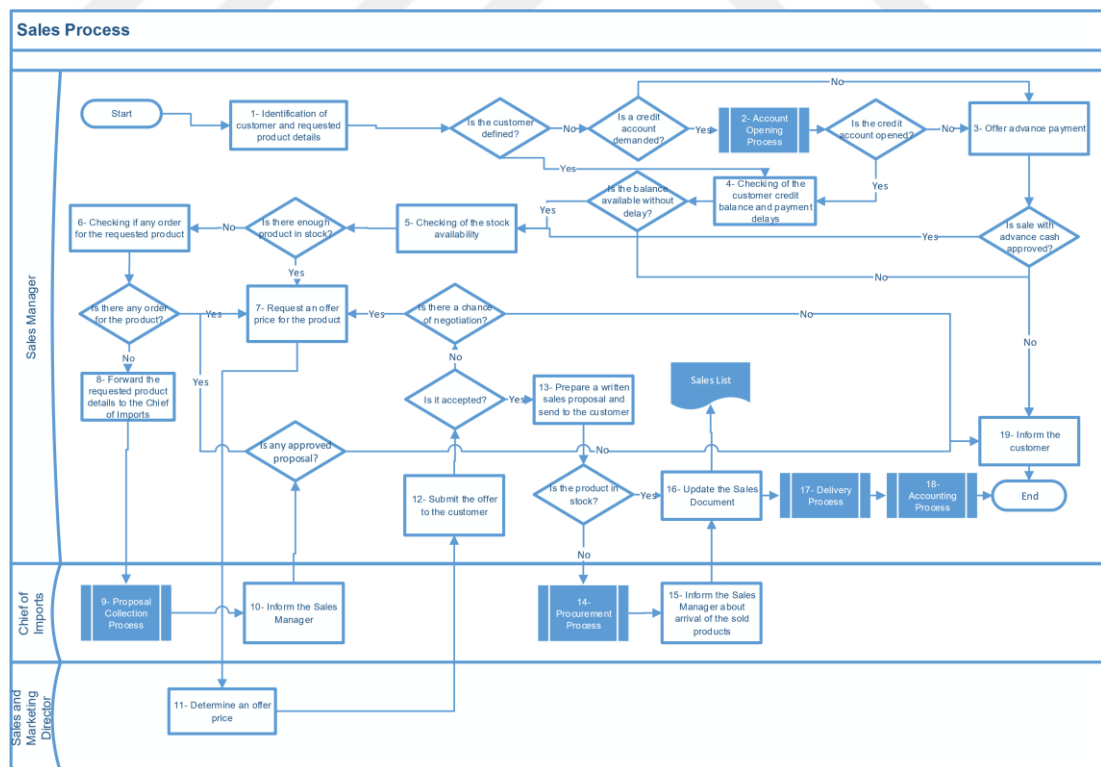 Sales Process
Sales Manager
Start
1- Identification of
customer and requested
product details
Is the customer
defined?
No
Is a credit
account
demanded?
No
Yes
2- Account
Opening
Process
Is the credit
account opened?
No
3- Offer advance payment
Yes
Yes
4- Checking of the
customer credit
balance and payment
delays
Is the balance
available without
delay?
Yes
No
Is sale with
advance cash
approved?
Yes
No
5- Checking of the stock
availability
Is there enough
product in stock?
No
Yes
6- Checking if any order
for the requested product
Is there any order
for the product?
Yes
No
7- Request an offer
price for the product
Is there a chance
of negotiation?
Yes
No
No
8- Forward the
requested product
details to the Chief
of Imports
Yes
Is any approved
proposal?
No
Is it accepted?
Yes
13- Prepare a written
sales proposal and
send to the customer
Sales List
12- Submit the offer
to the customer
Is the product in
stock?
Yes
No
16- Update the Sales
Document
17- Delivery
Process
18-
Accounting
Process
19- Inform the
customer
End
Chief of
Imports
9- Proposal
Collection
Process
10- Inform the Sales
Manager
14-
Procurement
Process
15- Inform the Sales
Manager about
arrival of the sold
products
Sales and
Marketing
Director
11- Determine an offer
price